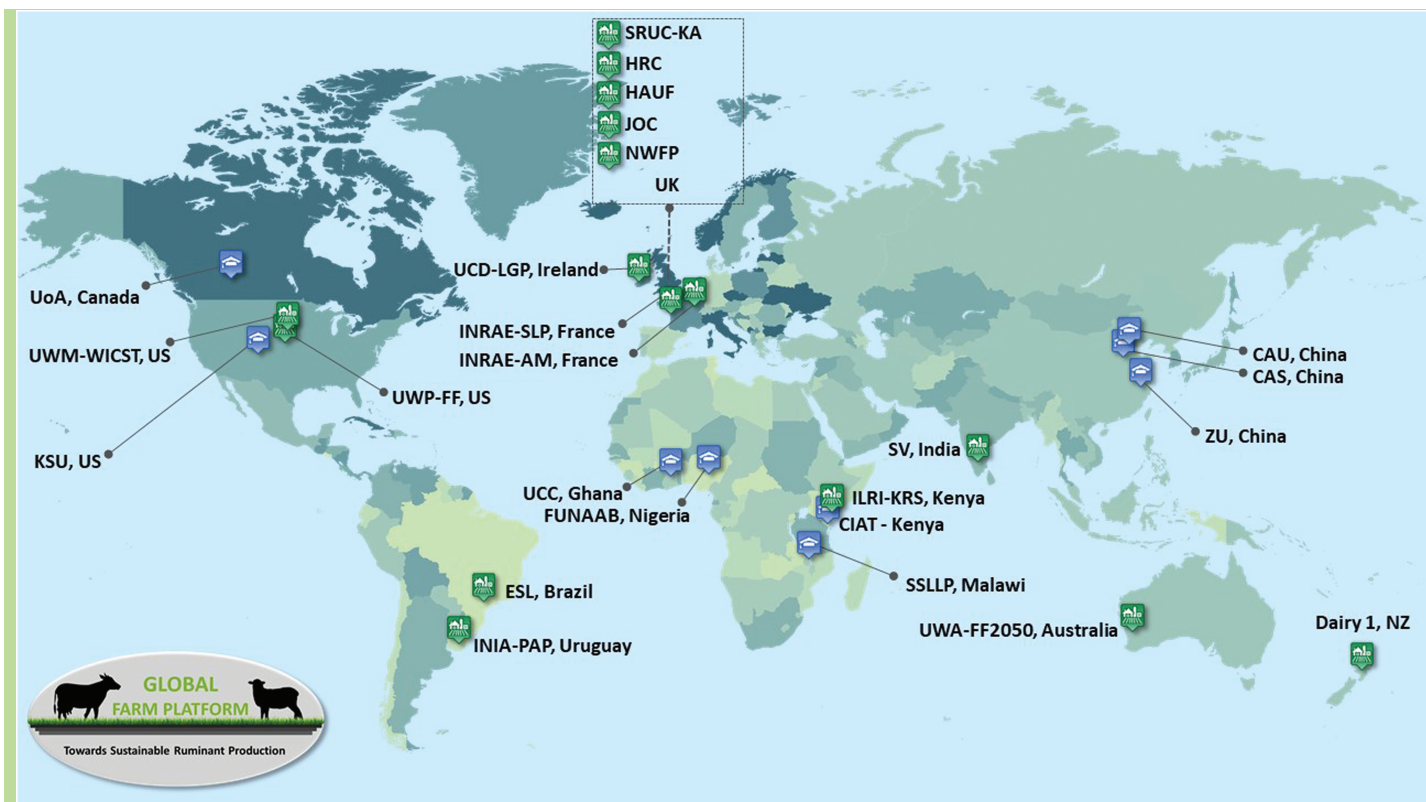 SRUC-KA
HRC
HAUF
JOC
NWFP
UK
UCD-LGP, Ireland
UoA, Canada
INRAE-SLP, France
UWM-WICST, US
INRAE-AM, France
CAU, China
CAS, China
UWP-FF, US
ZU, China
KSU, US
SV, India
UCC, Ghana
FUNAAB, Nigeria
ILRI-KRS, Kenya
CIAT - Kenya
SSLLP, Malawi
ESL, Brazil
INIA-PAP, Uruguay
UWA-FF2050, Australia
Dairy 1, NZ
GLOBAL
FARM PLATFORM
Towards Sustainable Ruminant Production